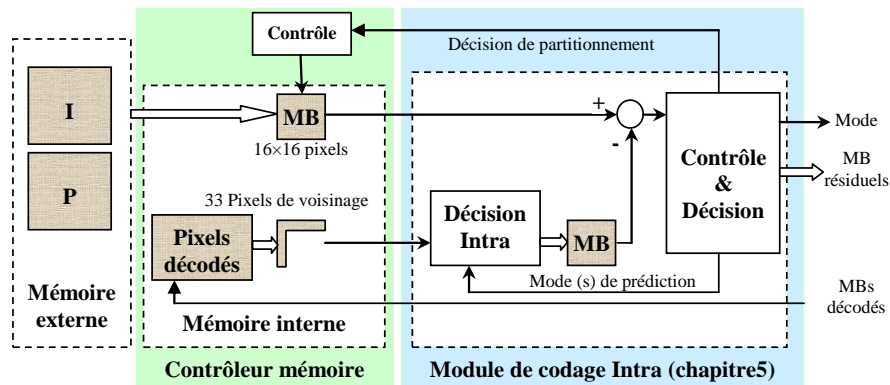 Contrôle
Décision de partitionnement
I
MB
16×16 pixels
+
-
Mode
P
Contrôle
&
Décision
MB
résiduels
33 Pixels de voisinage
Pixels
décodés
Décision
Intra
MB
Mode (s) de prédiction
Mémoire
externe
Mémoire interne
MBs
décodés
Contrôleur mémoire
Module de codage Intra (chapitre5)